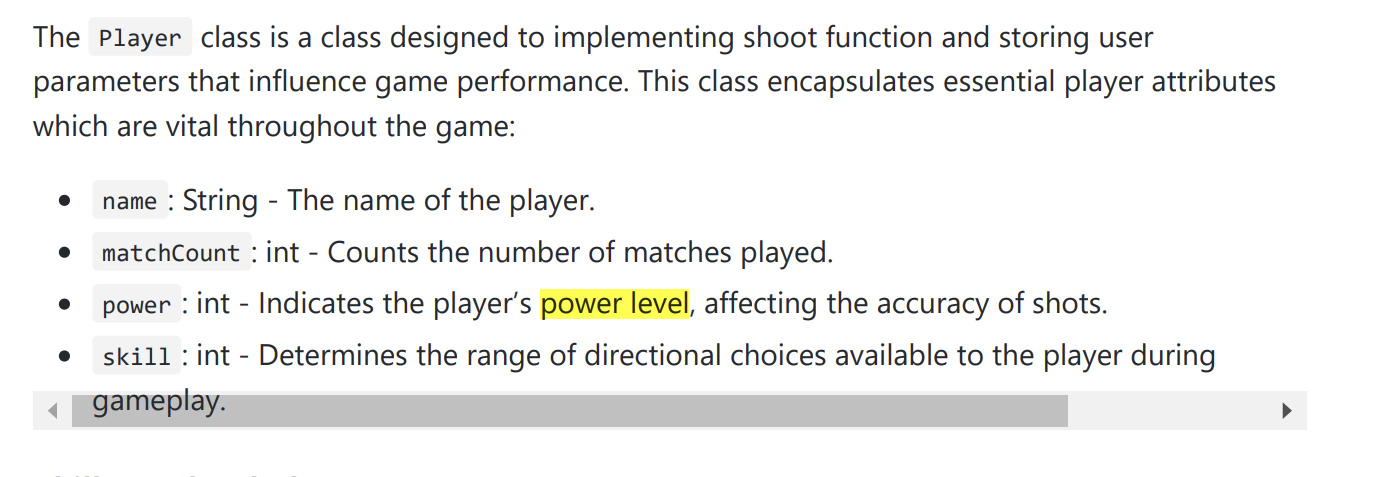 The Player class is a class designed to implementing shoot function and storing user
parameters that influence game performance. This class encapsulates essential player attributes
which are vital throughout the game:
• name: String - The name of the player.
• matchCount: int - Counts the number of matches played.
• power: int - Indicates the player’s power level, affecting the accuracy of shots.
• skill: int - Determines the range of directional choices available to the player during
gameplay.